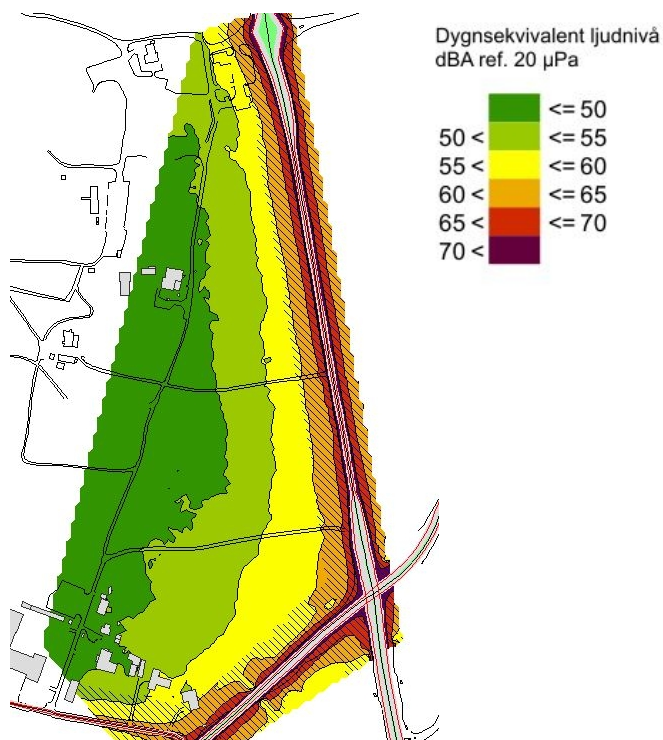 Dygnsekvivalent ljudnivå
dBA ref. 20 µPa
<= 50
50 < <= 55
55 < <= 60
60 < <= 65
65 < <= 70
70 <